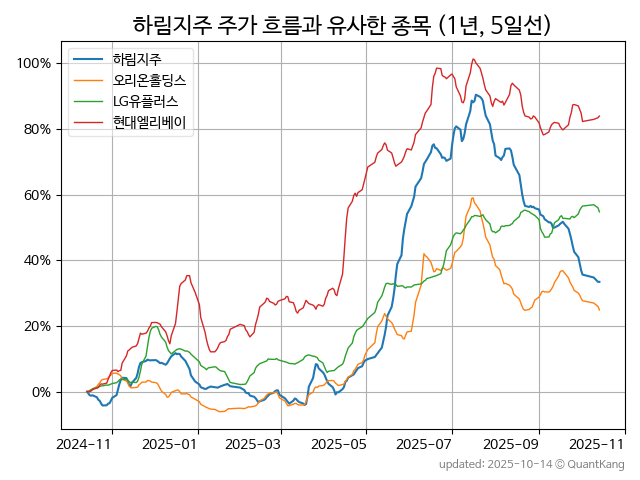 하림지주 주가 흐름과 유사한 종목 (1년, 5일선)
하림지주
오리온홀딩스
LG유플러스
현대엘리베이
100%
80%
60%
40%
20%
0%
2024-11 2025-01 2025-03 2025-05 2025-07 2025-09 2025-11
updated: 2025-10-14 © QuantKang